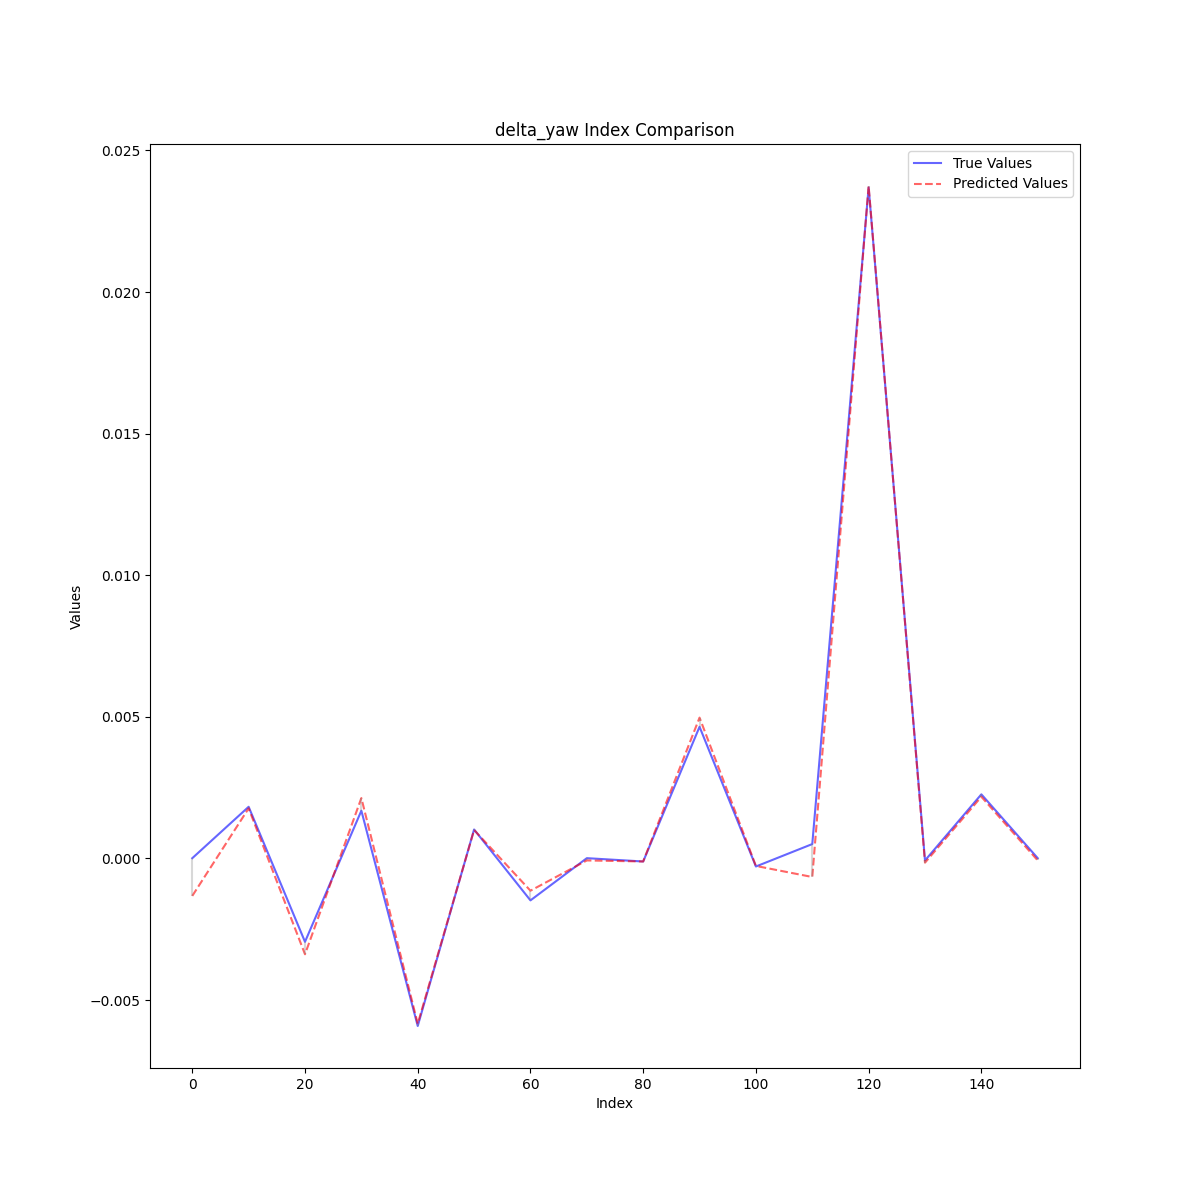 delta_yaw Index Comparison
True Values
Predicted Values
0.025
0.020
0.015
0.010
0.005
0.000
−0.005
Values
0 20 40 60 80 100 120 140
Index